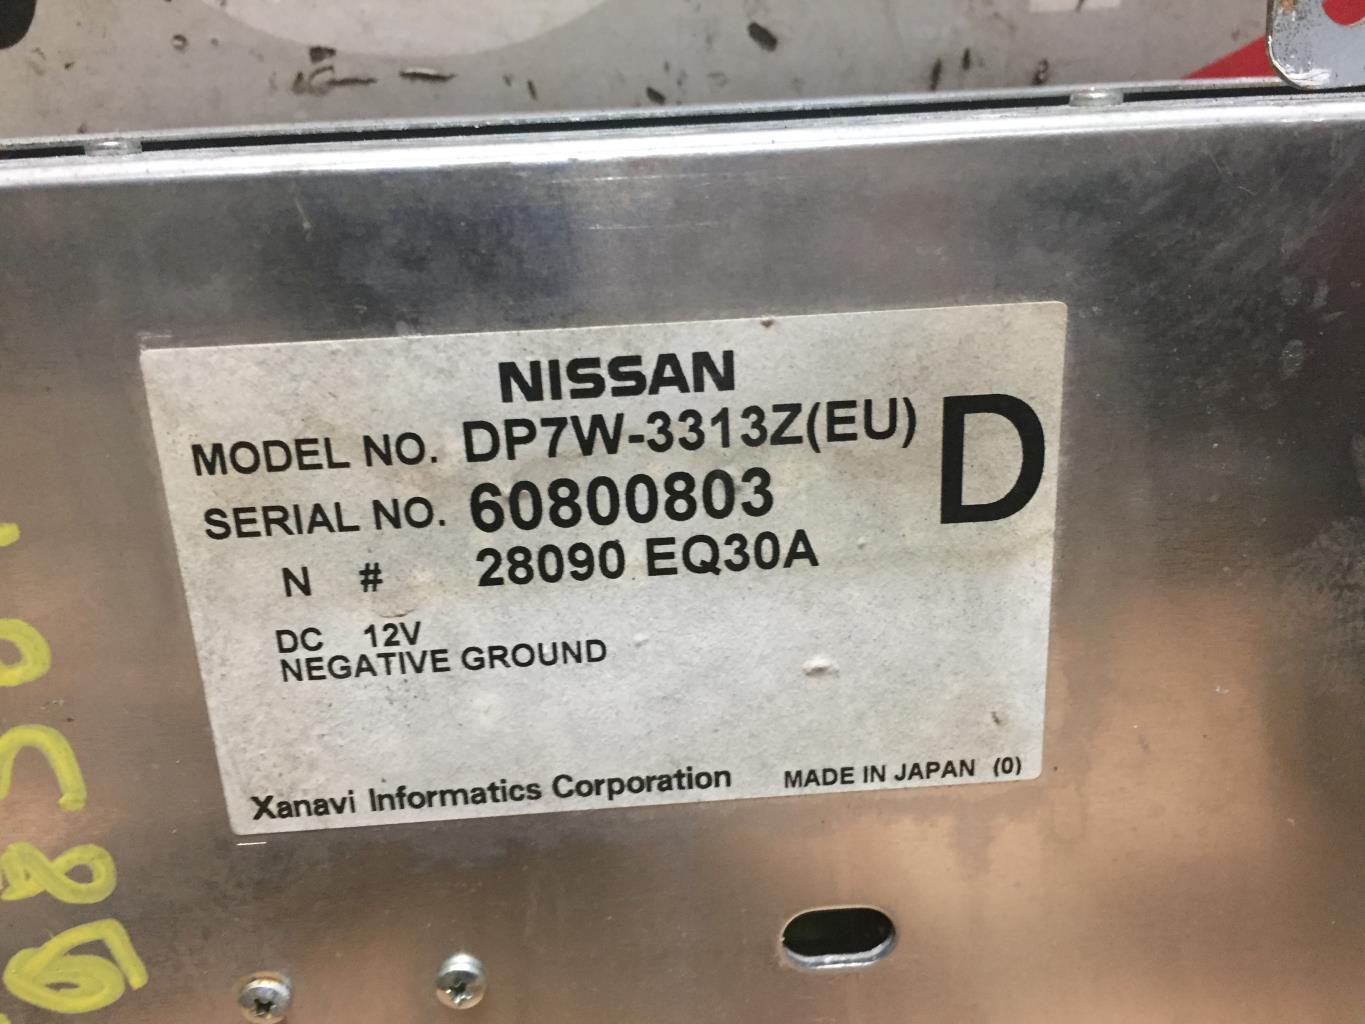 NISSAN
MODEL NO. DP7W-3313Z(EU)
D
SERIAL NO. 60800803
N # 28090 EQ30A
DC 12V
NEGATIVE GROUND
Xanavi Informatics Corporation MADE IN JAPAN (0)